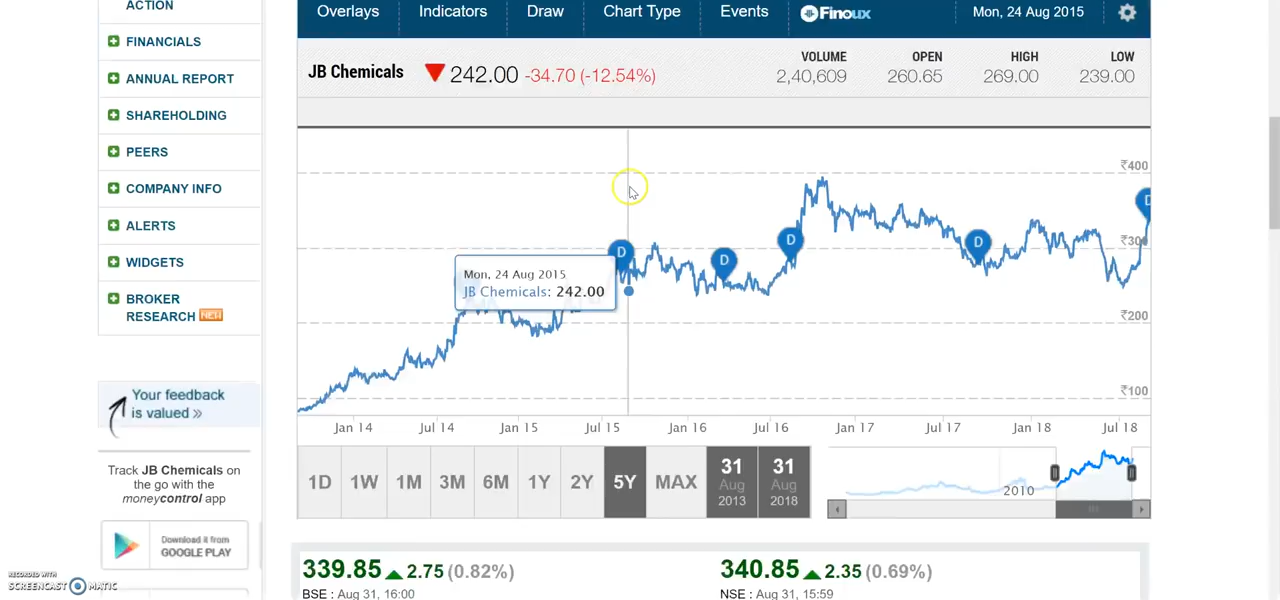 ACTION
FINANCIALS
ANNUAL REPORT
SHAREHOLDING
PEERS
COMPANY INFO
ALERTS
WIDGETS
BROKER
RESEARCH NEW
Your feedback
is valued »
Track JB Chemicals on
the go with the
moneycontrol app
Download it from
GOOGLE PLAY
RECORDED WITH
SCREENCAST MATIC
Overlays Indicators Draw Chart Type Events Finoux Mon, 24 Aug 2015
JB Chemicals 242.00 -34.70 (-12.54%)
VOLUME OPEN HIGH LOW
2,40,609 260.65 269.00 239.00
₹400
D
D
D
D
D
₹300
Mon, 24 Aug 2015
JB Chemicals: 242.00
₹200
₹100
Jan 14 Jul 14 Jan 15 Jul 15 Jan 16 Jul 16 Jan 17 Jul 17 Jan 18 Jul 18
1D 1W 1M 3M 6M 1Y 2Y 5Y MAX
31 Aug 2013
31 Aug 2018
2010
339.85 2.75 (0.82%)
BSE : Aug 31, 16:00
340.85 2.35 (0.69%)
NSE : Aug 31, 15:59